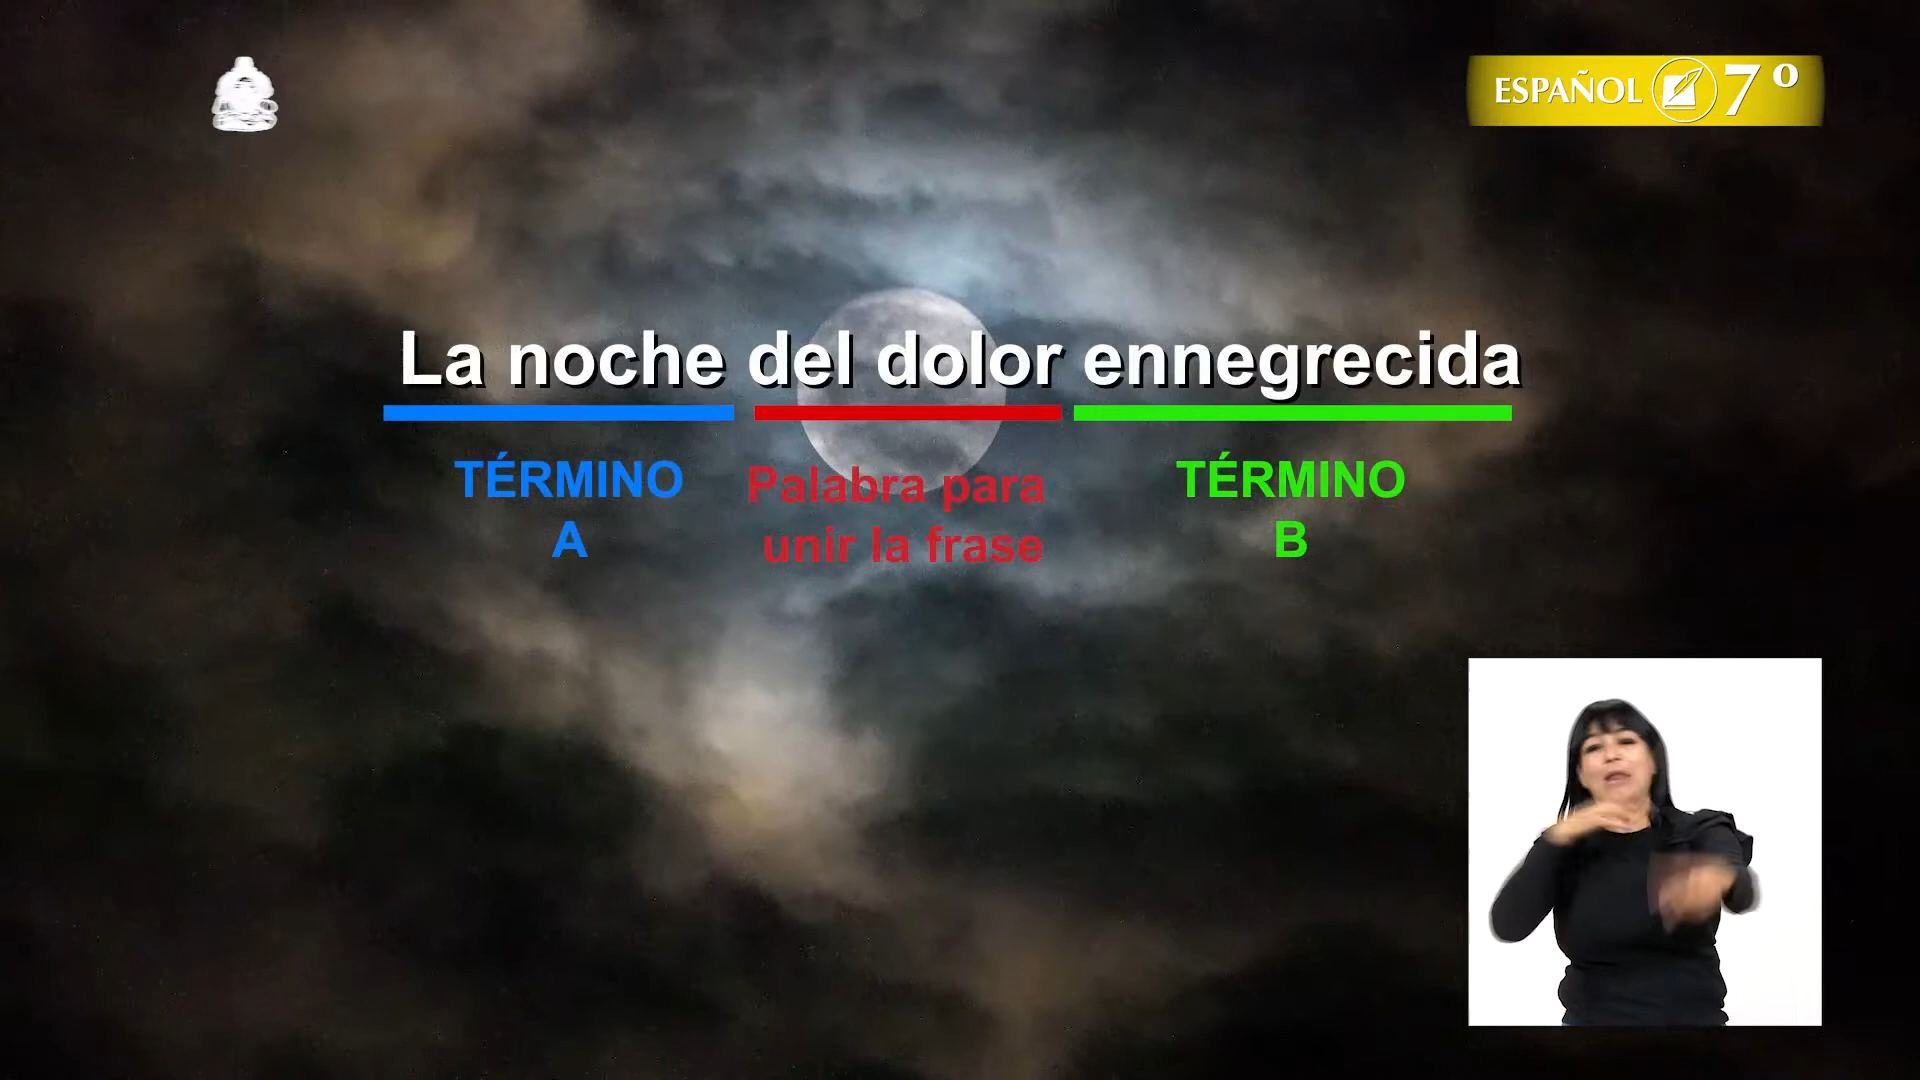 ESPAÑOL 7º
La noche del dolor ennegrecida
TÉRMINO
A
Palabra para
unir la frase
TÉRMINO
B